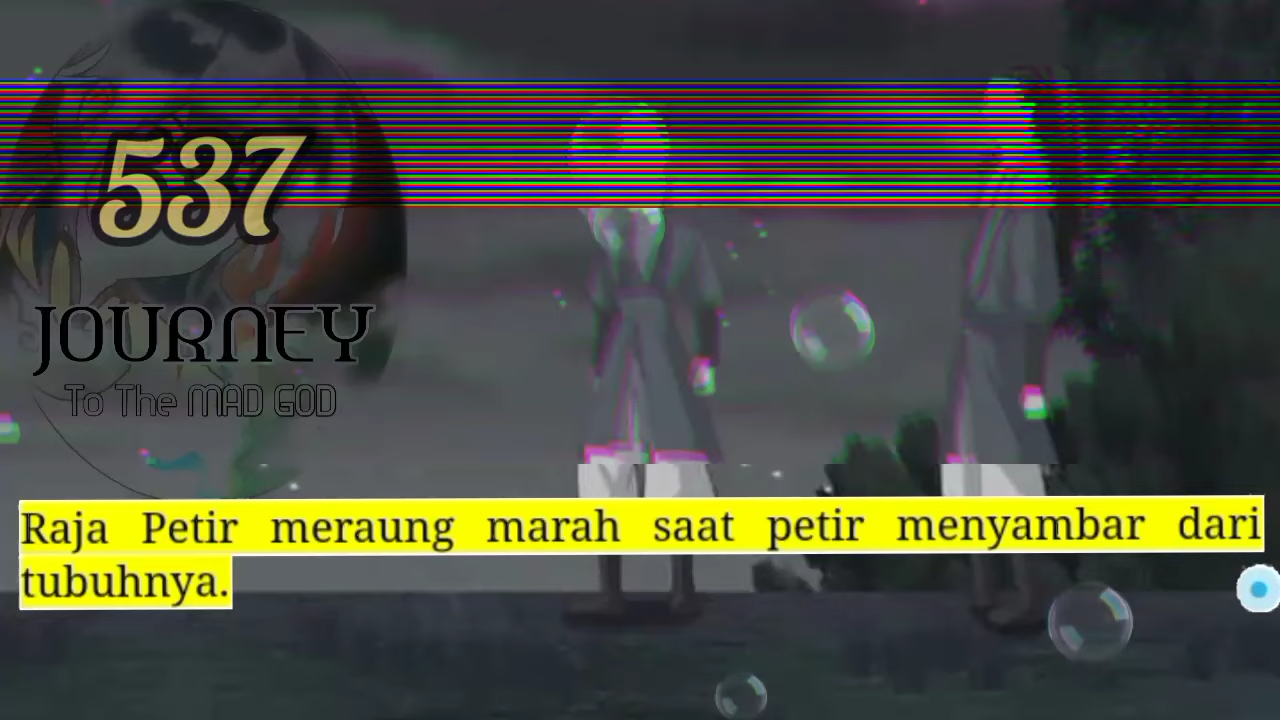 537
JOURNEY
To The MAD GOD
Raja Petir meraung marah saat petir menyambar dari
tubuhnya.